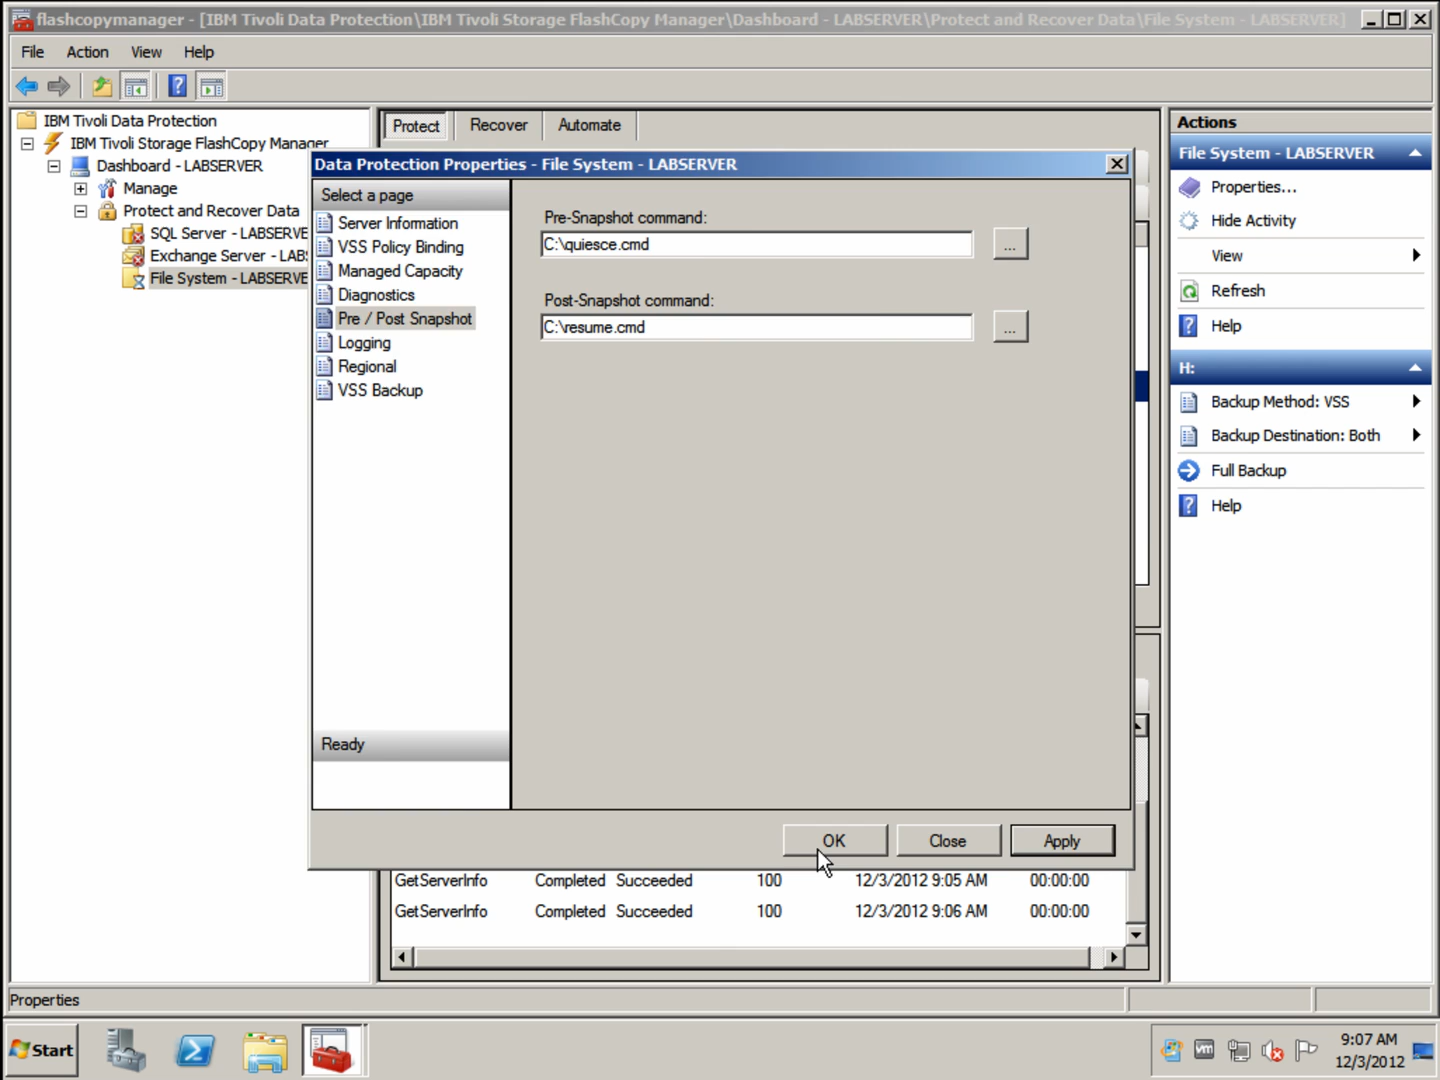 flashcopymanager - [IBM Tivoli Data Protection\IBM Tivoli Storage FlashCopy Manager\Dashboard - LABSERVER\Protect and Recover Data\File System - LABSERVER]
File Action View Help
IBM Tivoli Data Protection
IBM Tivoli Storage FlashCopy Manager
Dashboard - LABSERVER
Manage
Protect and Recover Data
SQL Server - LABSERVE
Exchange Server - LAB
File System - LABSERVE
Protect Recover Automate
Data Protection Properties - File System - LABSERVER
Select a page
Server Information
VSS Policy Binding
Managed Capacity
Diagnostics
Pre / Post Snapshot
Logging
Regional
VSS Backup
Ready
Pre-Snapshot command:
C:\quiesce.cmd
...
Post-Snapshot command:
C:\resume.cmd
...
OK Close Apply
GetServerInfo Completed Succeeded 100 12/3/2012 9:05 AM 00:00:00
GetServerInfo Completed Succeeded 100 12/3/2012 9:06 AM 00:00:00
Actions
File System - LABSERVER
Properties...
Hide Activity
View
Refresh
Help
H:
Backup Method: VSS
Backup Destination: Both
Full Backup
Help
Properties
Start
vm
9:07 AM
12/3/2012